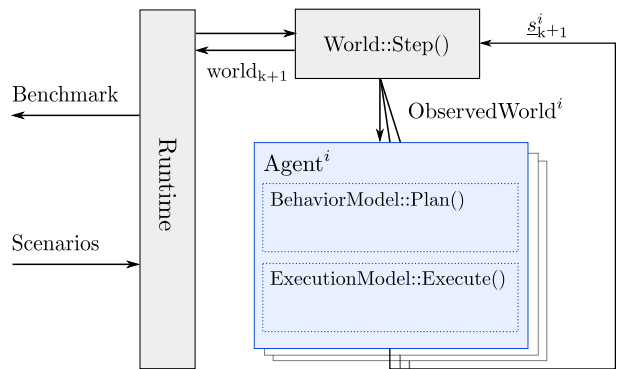 s^i_{k+1}
World::Step()
world_{k+1}
Benchmark
ObservedWorld^i
Runtime
Agent^i
BehaviorModel::Plan()
Scenarios
ExecutionModel::Execute()